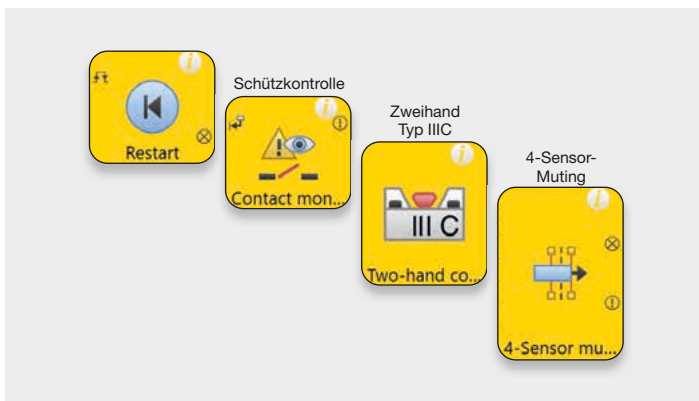 Restart
Schützkontrolle
Contact mon...
Zweihand
Typ IIIC
III C
Two-hand co...
4-Sensor-
Muting
4-Sensor mu...